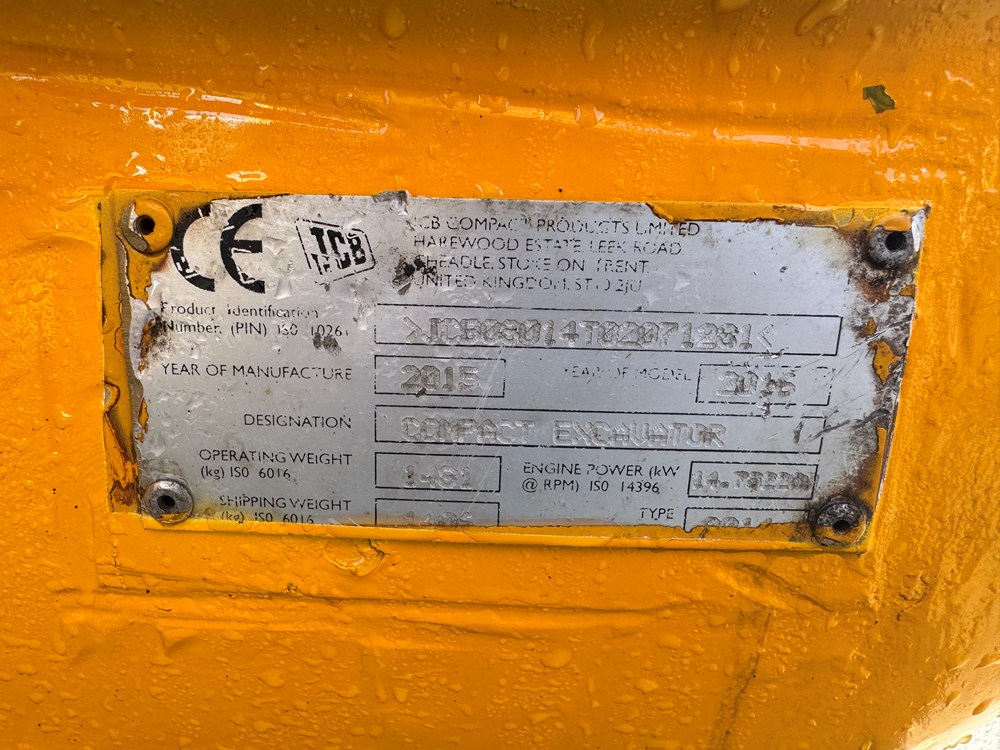 CE
JCB
JCB COMPACT PRODUCTS LIMITED
HAREWOOD ESTATE, LEEK ROAD,
CHEADLE, STOKE ON TRENT,
UNITED KINGDOM, ST10 2JU
Product Identification
Number, (PIN) ISO 10261
>JCB08014T02071281<
YEAR OF MANUFACTURE 2015 YEAR OF MODEL
DESIGNATION COMPACT EXCAVATOR 1
OPERATING WEIGHT
(kg) ISO 6016
ENGINE POWER (kW
@ RPM) ISO 14396
SHIPPING WEIGHT
(kg) ISO 6016
TYPE